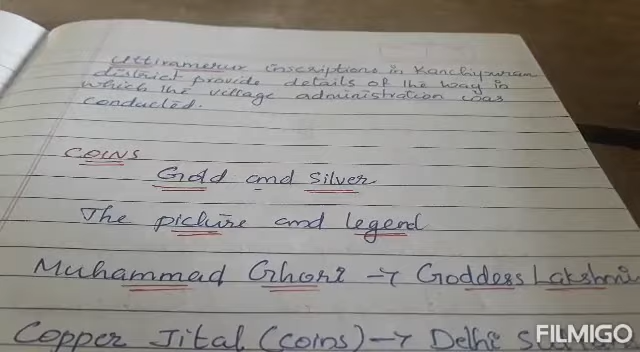 Uttiramerur inscriptions in Kanchipuram
district provide details of the way in
which the village administration was
conducted.
COINS
Gold and Silver
The picture and legend
Muhammad Ghori → Goddess Lakshmi
Copper Jital (coins) → Delhi
FILMIGO